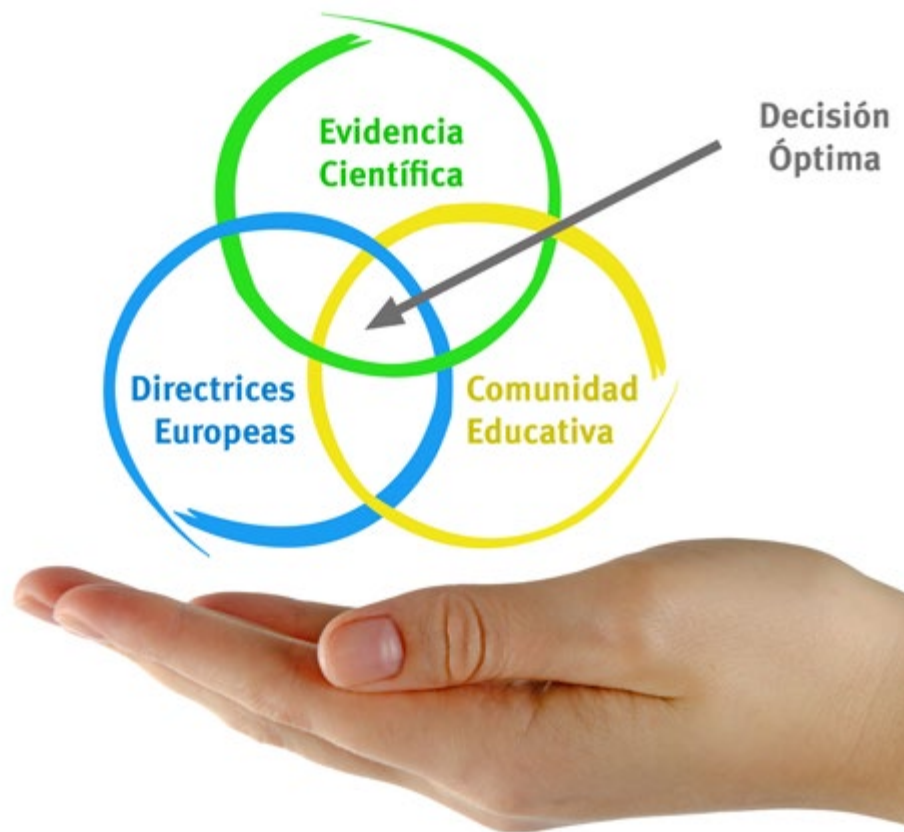 Evidencia
Científica
Decisión
Óptima
Directrices
Europeas
Comunidad
Educativa